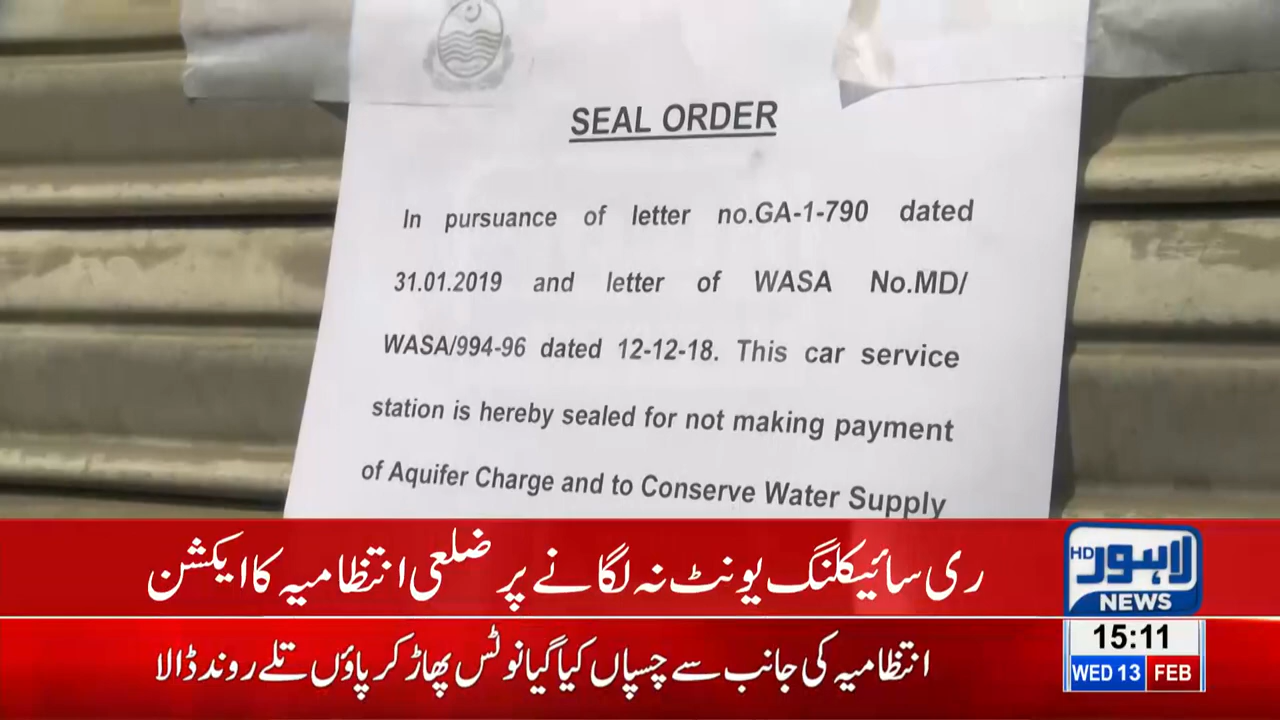 SEAL ORDER
In pursuance of letter no.GA-1-790 dated
31.01.2019 and letter of WASA No.MD/
WASA/994-96 dated 12-12-18. This car service
station is hereby sealed for not making payment
of Aquifer Charge and to Conserve Water Supply
ری سائیکلنگ یونٹ نہ لگانے پر ضلعی انتظامیہ کا ایکشن
انتظامیہ کی جانب سے چسپاں کیا گیا نوٹس پھاڑ کر پاؤں تلے روند ڈالا
HD لاہور
NEWS
15:11
WED 13 FEB